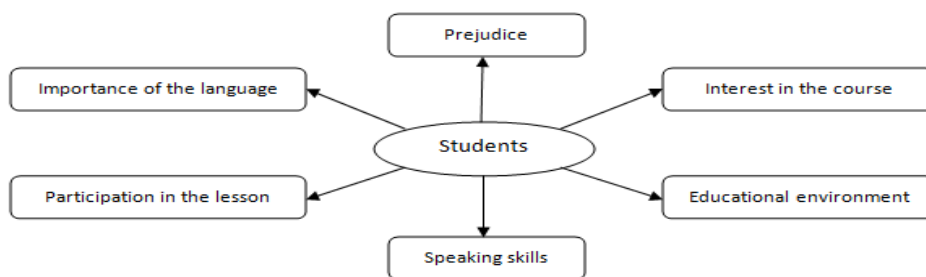 Prejudice
Importance of the language
Interest in the course
Students
Participation in the lesson
Educational environment
Speaking skills